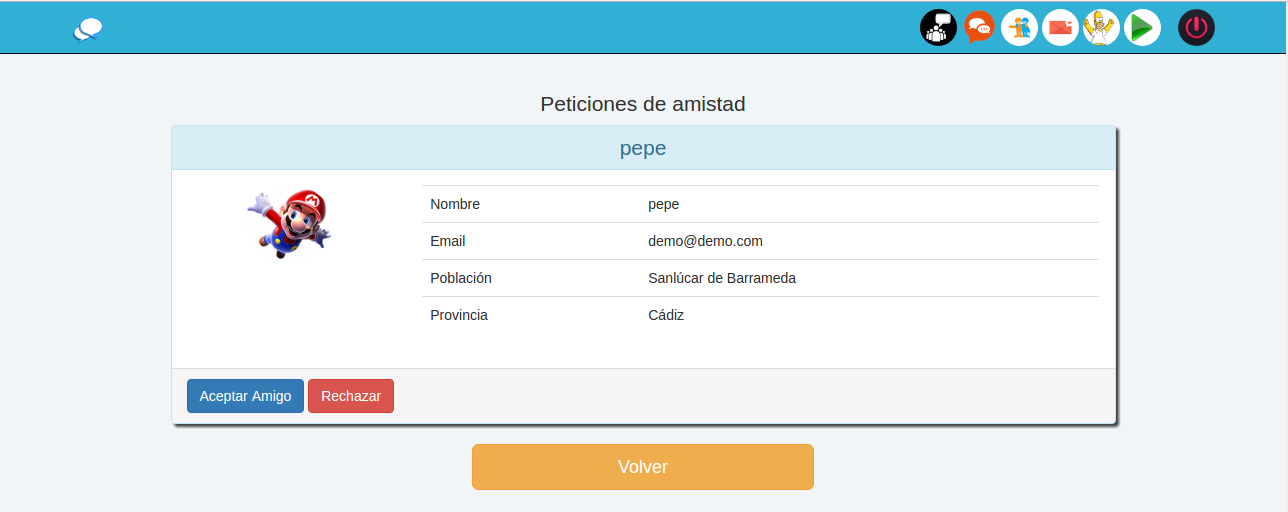 Peticiones de amistad
pepe
Nombre pepe
Email demo@demo.com
Población Sanlúcar de Barrameda
Provincia Cádiz
Aceptar Amigo Rechazar
Volver